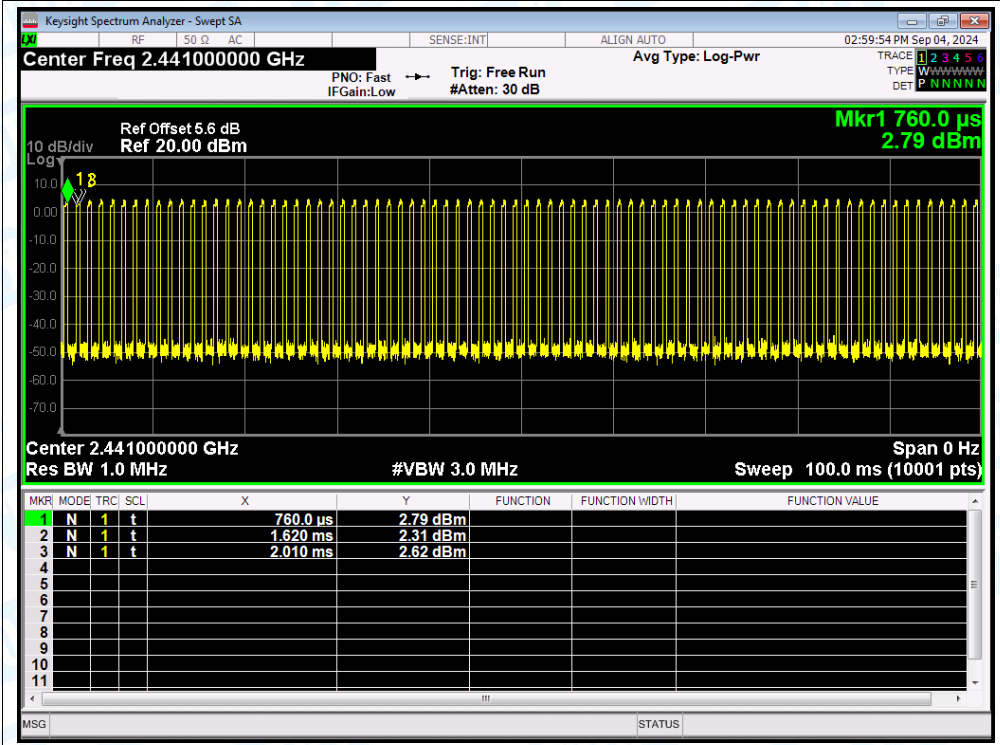 Keysight Spectrum Analyzer - Swept SA
LXI RF 50 Ω AC SENSE:INT ALIGN AUTO 02:59:54 PM Sep 04, 2024
Center Freq 2.441000000 GHz
PNO: Fast
IFGain:Low
Trig: Free Run
#Atten: 30 dB
Avg Type: Log-Pwr
TRACE 1 2 3 4 5 6
TYPE WWWWWW
DET P N N N N N
Mkr1 760.0 µs
2.79 dBm
Ref Offset 5.6 dB
10 dB/div Ref 20.00 dBm
Log
10.0
0.00
-10.0
-20.0
-30.0
-40.0
-50.0
-60.0
-70.0
Center 2.441000000 GHz Span 0 Hz
Res BW 1.0 MHz #VBW 3.0 MHz Sweep 100.0 ms (10001 pts)
MKR MODE TRC SCL X Y FUNCTION FUNCTION WIDTH FUNCTION VALUE
1 N 1 t 760.0 µs 2.79 dBm
2 N 1 t 1.620 ms 2.31 dBm
3 N 1 t 2.010 ms 2.62 dBm
4
5
6
7
8
9
10
11
MSG STATUS